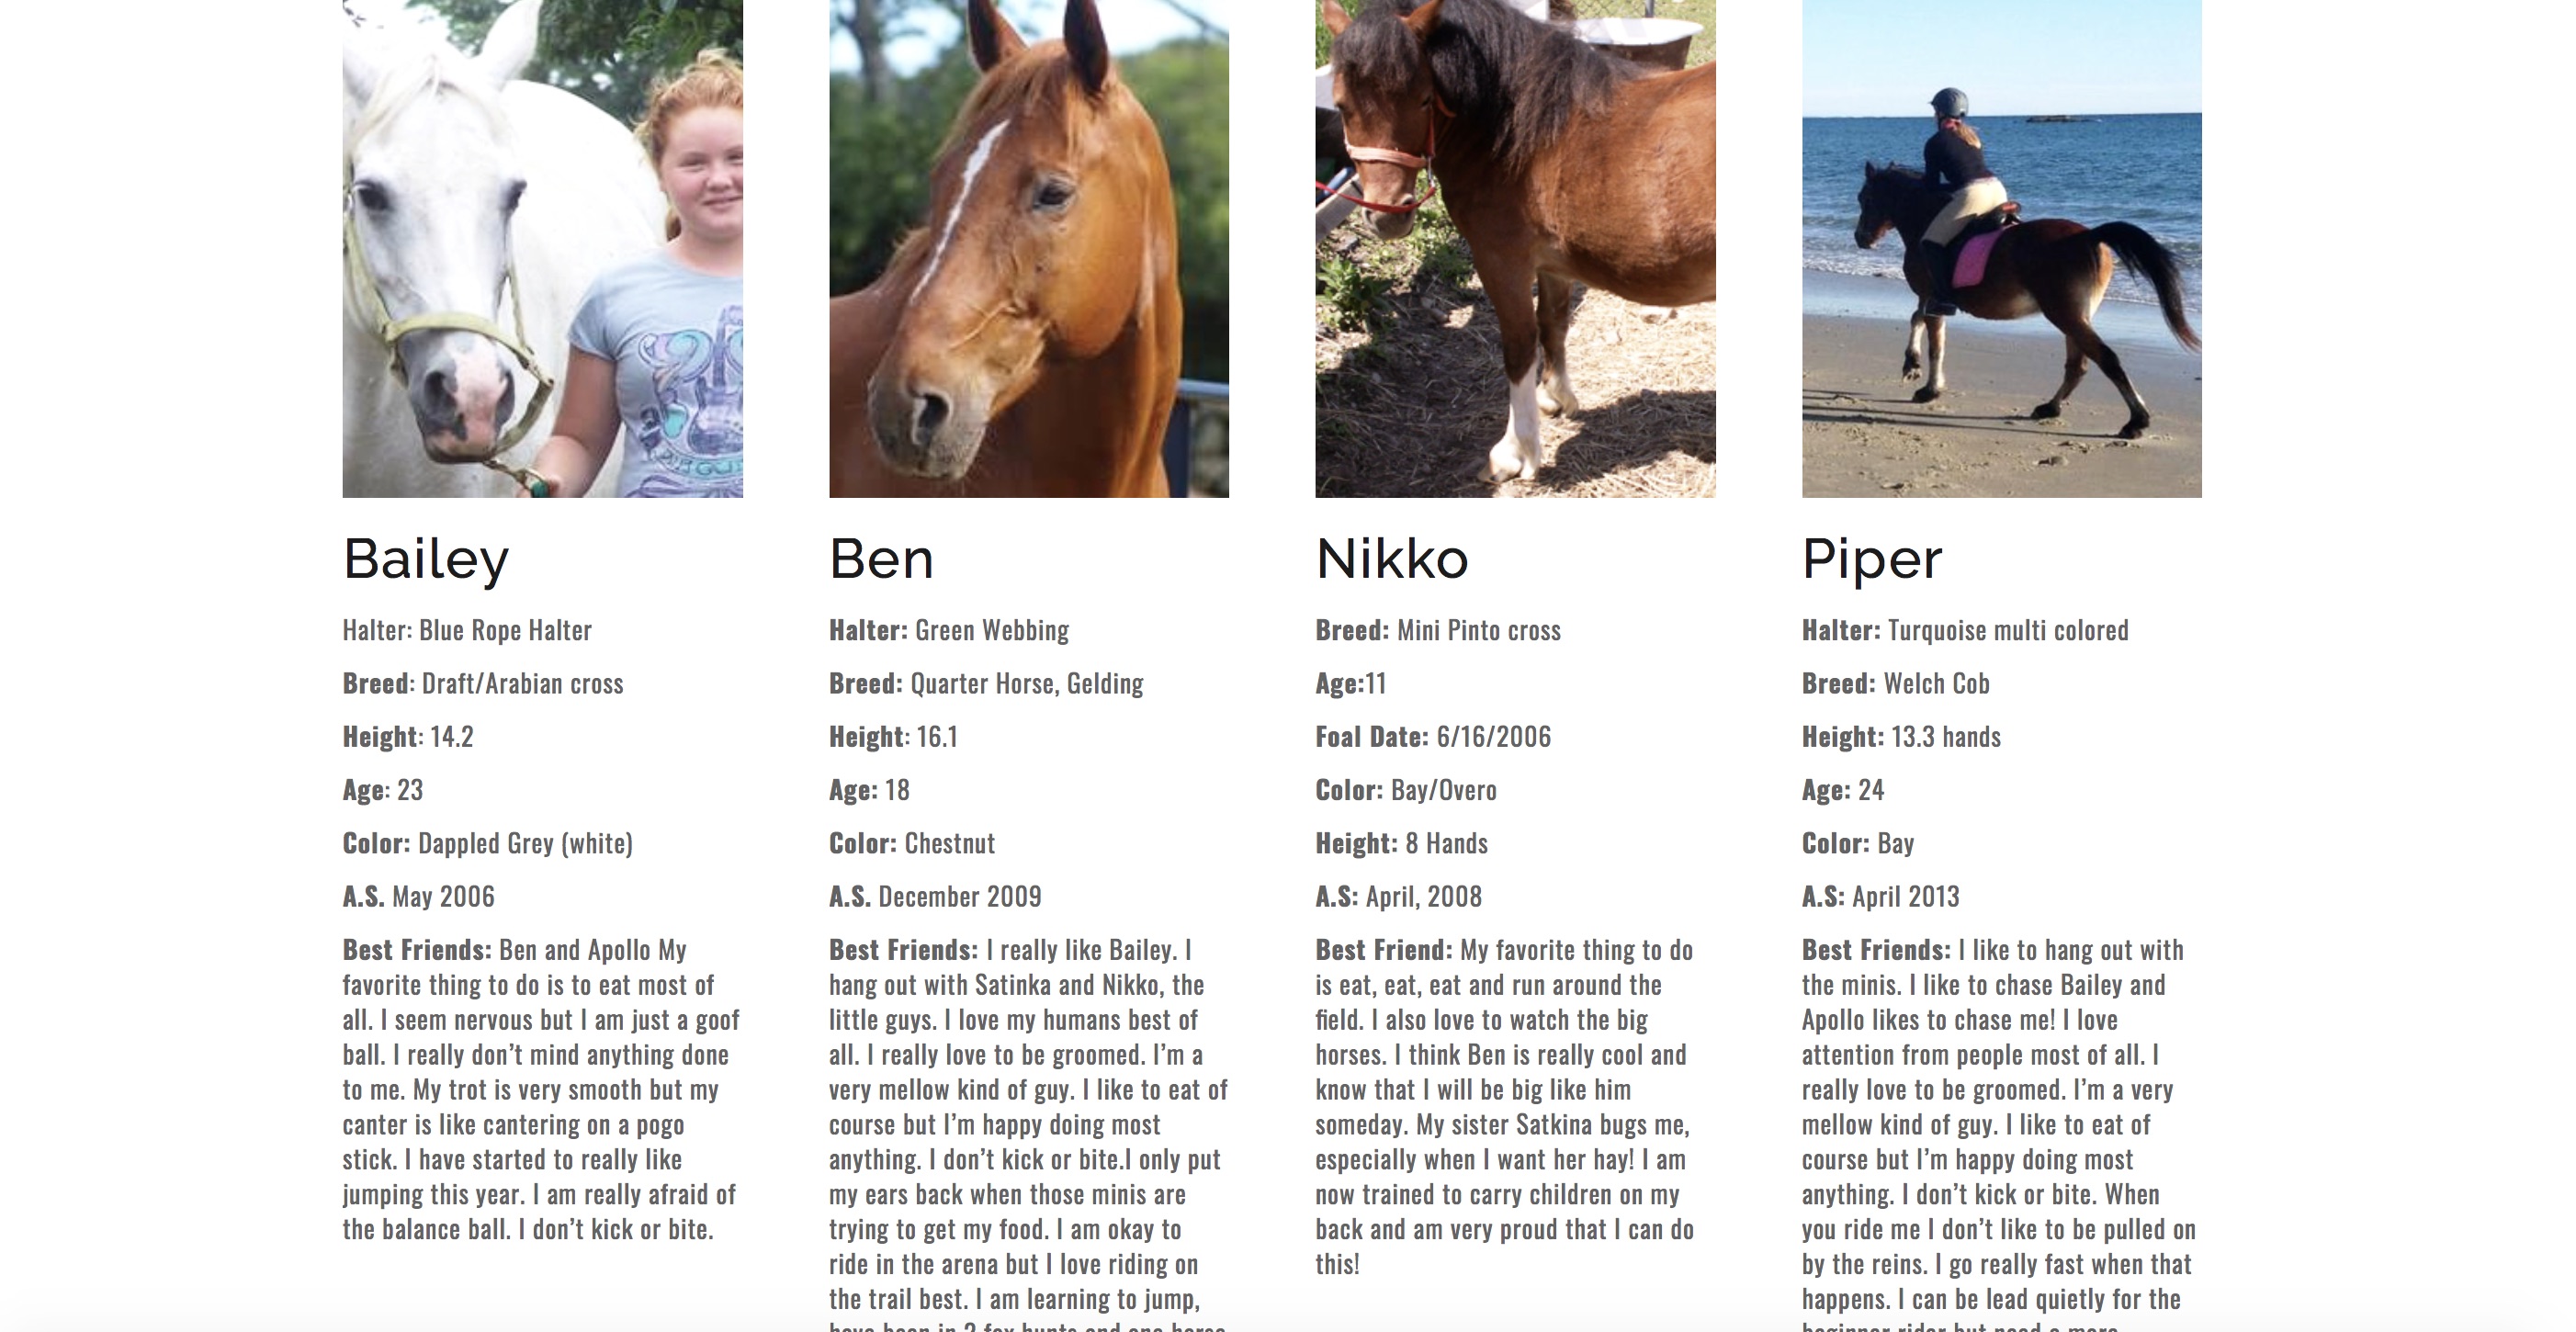 Bailey
Halter: Blue Rope Halter
Breed: Draft/Arabian cross
Height: 14.2
Age: 23
Color: Dappled Grey (white)
A.S. May 2006
Best Friends: Ben and Apollo My
favorite thing to do is to eat most of
all. I seem nervous but I am just a goof
ball. I really don’t mind anything done
to me. My trot is very smooth but my
canter is like cantering on a pogo
stick. I have started to really like
jumping this year. I am really afraid of
the balance ball. I don’t kick or bite.
Ben
Halter: Green Webbing
Breed: Quarter Horse, Gelding
Height: 16.1
Age: 18
Color: Chestnut
A.S. December 2009
Best Friends: I really like Bailey. I
hang out with Satinka and Nikko, the
little guys. I love my humans best of
all. I really love to be groomed. I’m a
very mellow kind of guy. I like to eat of
course but I’m happy doing most
anything. I don’t kick or bite.I only put
my ears back when those minis are
trying to get my food. I am okay to
ride in the arena but I love riding on
the trail best. I am learning to jump,
have been in 2 fox hunts and one horse
Nikko
Breed: Mini Pinto cross
Age:11
Foal Date: 6/16/2006
Color: Bay/Overo
Height: 8 Hands
A.S: April, 2008
Best Friend: My favorite thing to do
is eat, eat, eat and run around the
field. I also love to watch the big
horses. I think Ben is really cool and
know that I will be big like him
someday. My sister Satkina bugs me,
especially when I want her hay! I am
now trained to carry children on my
back and am very proud that I can do
this!
Piper
Halter: Turquoise multi colored
Breed: Welch Cob
Height: 13.3 hands
Age: 24
Color: Bay
A.S: April 2013
Best Friends: I like to hang out with
the minis. I like to chase Bailey and
Apollo likes to chase me! I love
attention from people most of all. I
really love to be groomed. I’m a very
mellow kind of guy. I like to eat of
course but I’m happy doing most
anything. I don’t kick or bite. When
you ride me I don’t like to be pulled on
by the reins. I go really fast when that
happens. I can be lead quietly for the
beginner rider but need a more